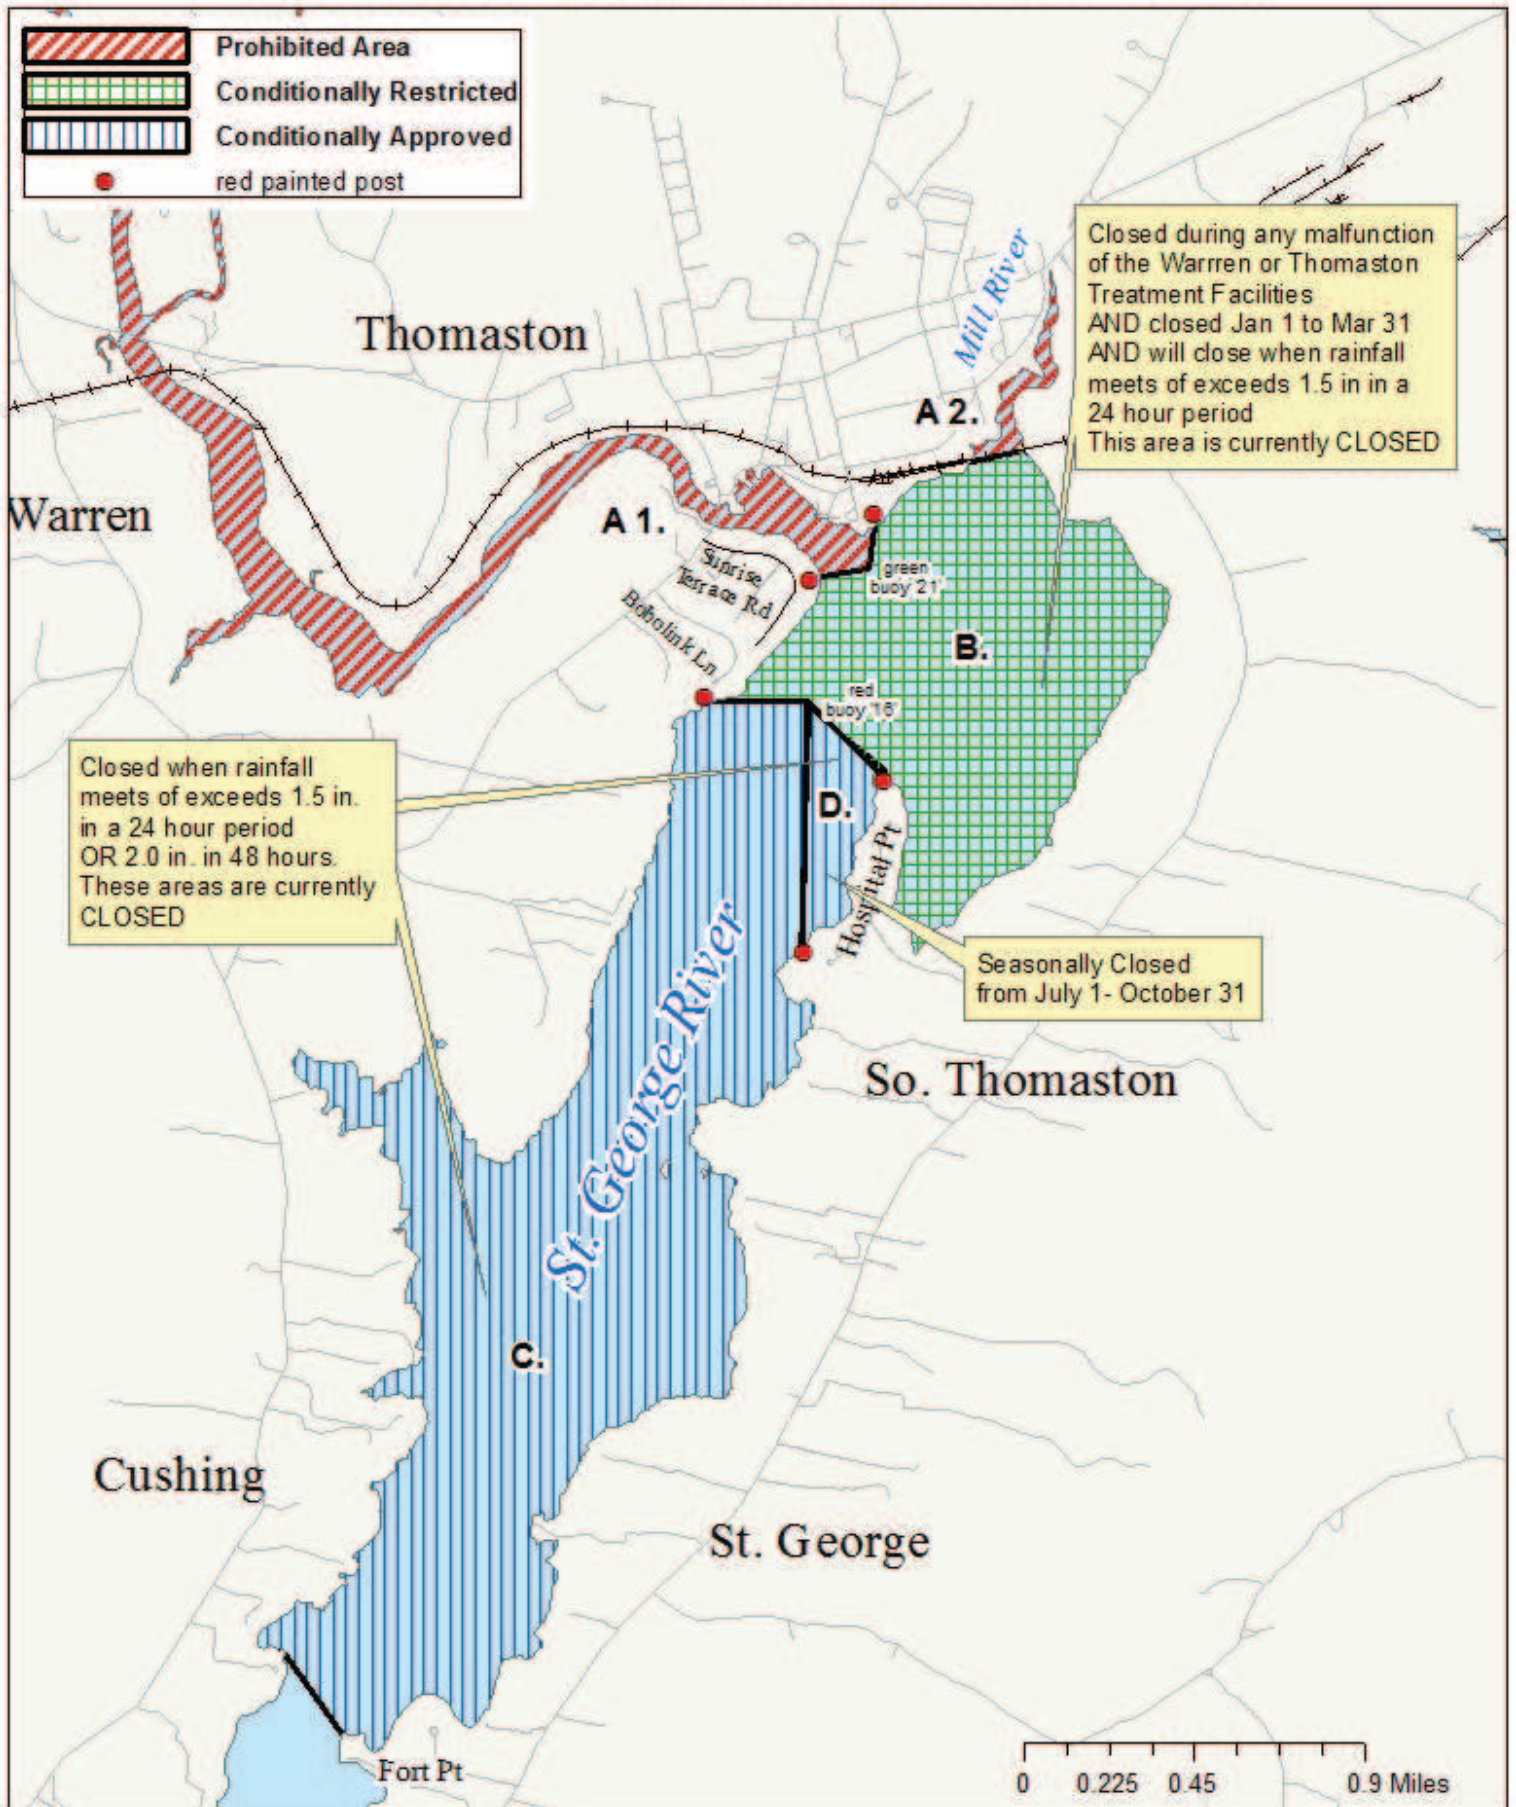 Prohibited Area
Conditionally Restricted
Conditionally Approved
red painted post
Closed during any malfunction
of the Warrren or Thomaston
Treatment Facilities
AND closed Jan 1 to Mar 31
AND will close when rainfall
meets of exceeds 1.5 in in a
24 hour period
This area is currently CLOSED
Mill River
Thomaston
A 2.
Warren
A 1.
Sunrise
Terrace Rd
green
buoy '21'
Bobolink Ln
B.
red
buoy '16'
Closed when rainfall
meets of exceeds 1.5 in.
in a 24 hour period
OR 2.0 in. in 48 hours.
These areas are currently
CLOSED
D.
Hospital Pt
Seasonally Closed
from July 1- October 31
St. George River
So. Thomaston
C.
Cushing
St. George
Fort Pt
0 0.225 0.45 0.9 Miles